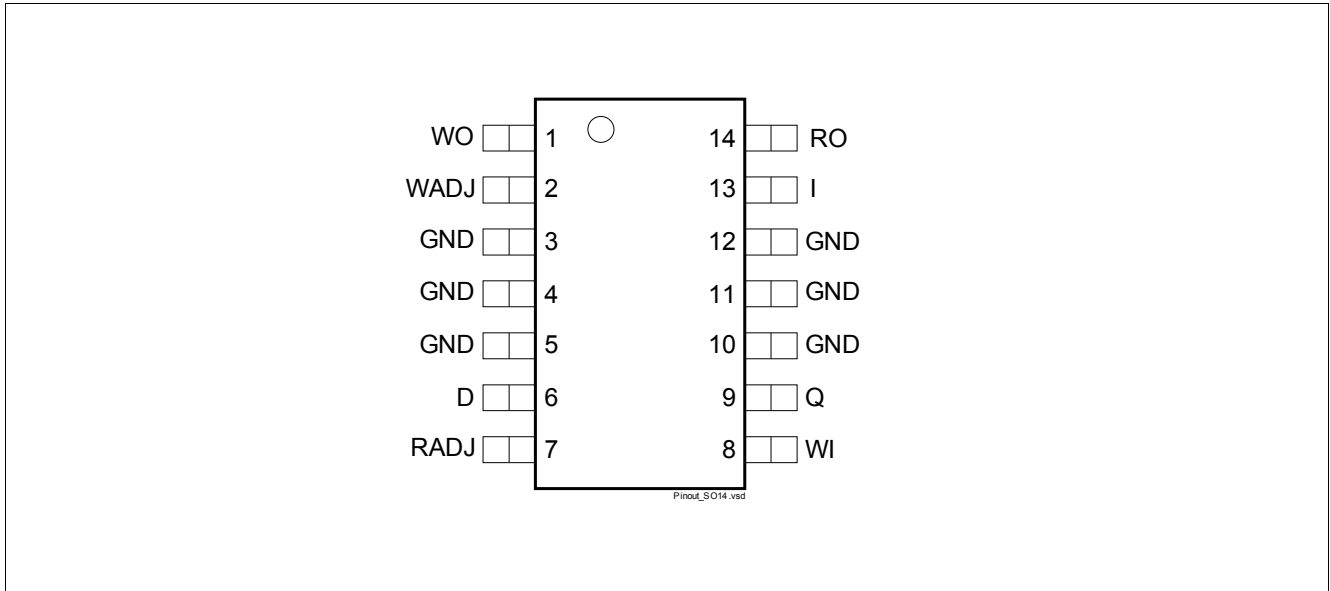 WO 1 14 RO
WADJ 2 13 I
GND 3 12 GND
GND 4 11 GND
GND 5 10 GND
D 6 9 Q
RADJ 7 8 WI
Pinout_SO14.vsd